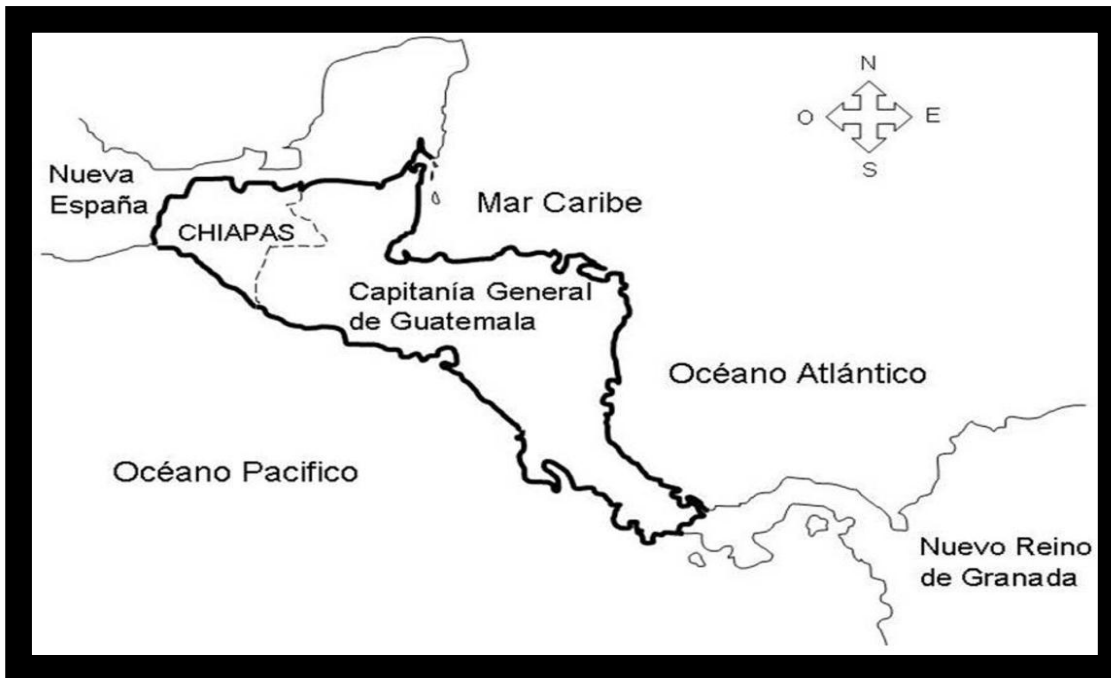 N
O
E
S
Nueva
España
Mar Caribe
CHIAPAS
Capitanía General
de Guatemala
Océano Atlántico
Océano Pacifico
Nuevo Reino
de Granada